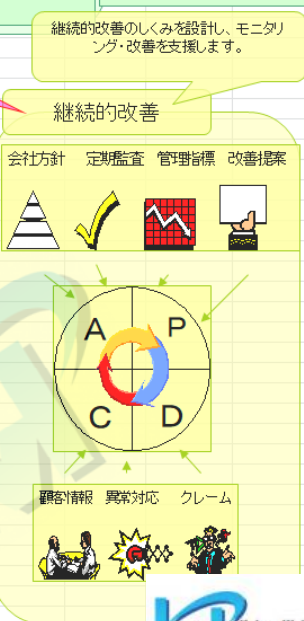 継続的改善のしくみを設計し、モニタリ
ング・改善を支援します。
継続的改善
会社方針 定期監査 管理指標 改善提案
A P
C D
顧客情報 異常対応 クレーム